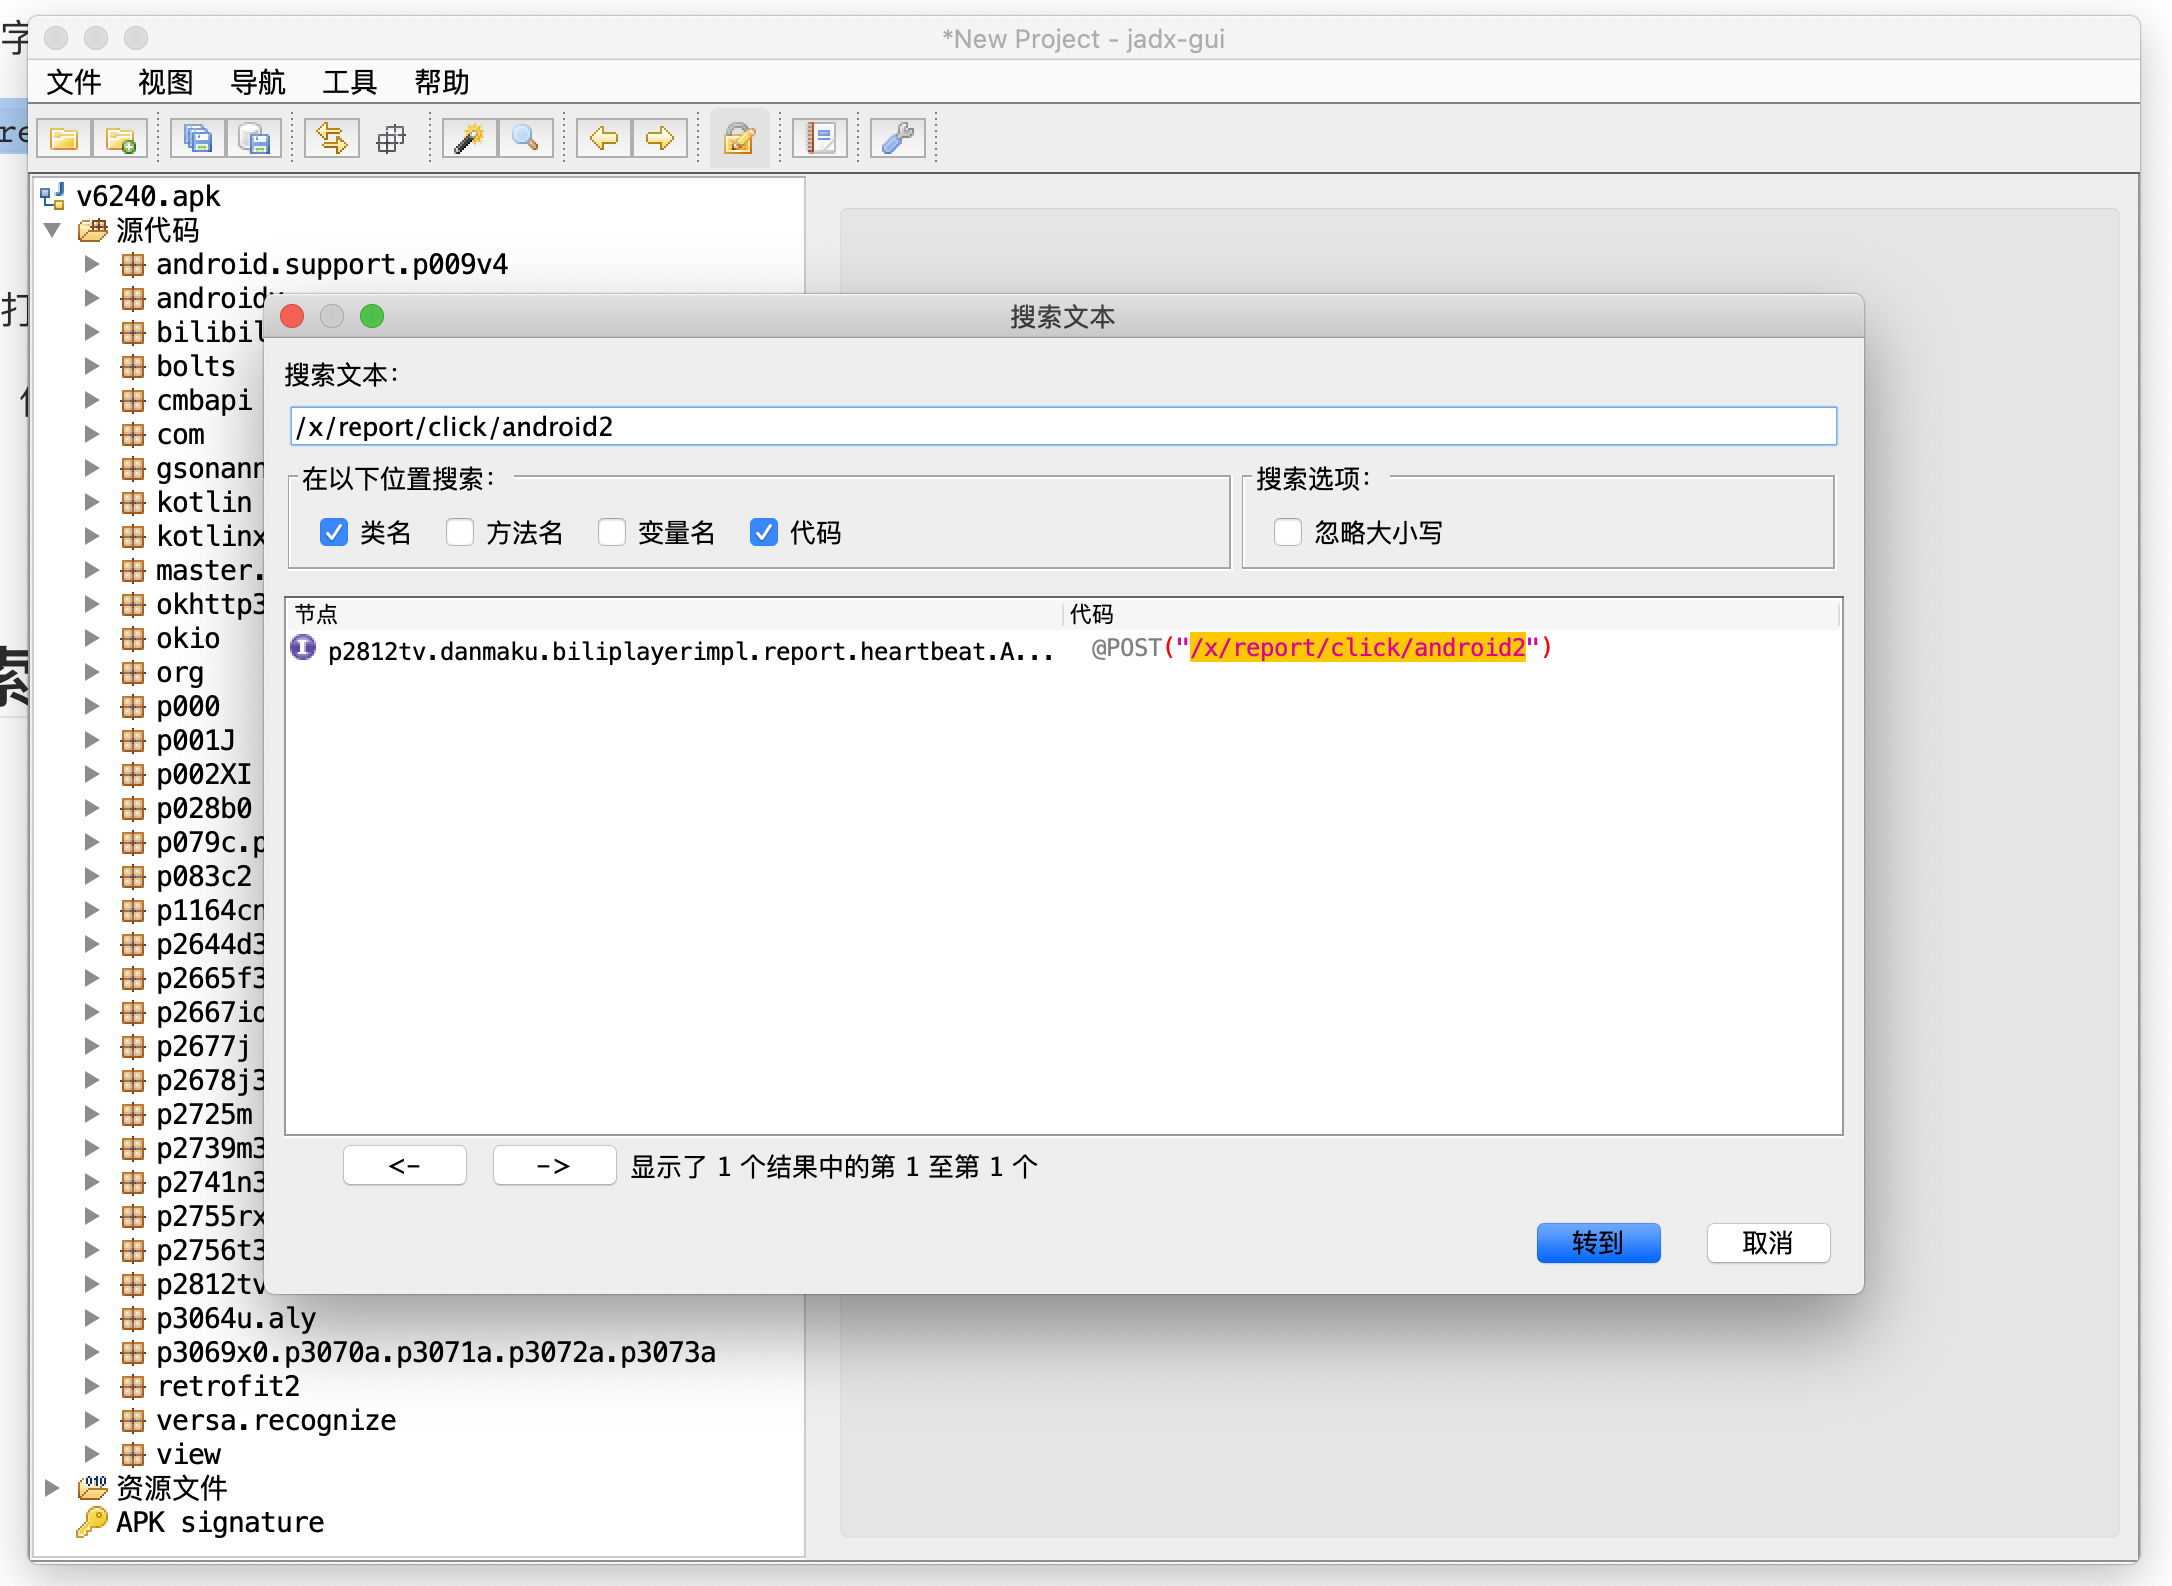 *New Project - jadx-gui
文件 视图 导航 工具 帮助
v6240.apk
源代码
android.support.p009v4
androidx
bilibil
bolts
cmbapi
com
gsonann
kotlin
kotlinx
master.
okhttp3
okio
org
p000
p001J
p002XI
p028b0
p079c.p
p083c2
p1164cn
p2644d3
p2665f3
p2667io
p2677j
p2678j3
p2725m
p2739m3
p2741n3
p2755rx
p2756t3
p2812tv
p3064u.aly
p3069x0.p3070a.p3071a.p3072a.p3073a
retrofit2
versa.recognize
view
资源文件
APK signature
搜索文本
搜索文本：
/x/report/click/android2
在以下位置搜索：
类名 方法名 变量名 代码
搜索选项：
忽略大小写
节点 代码
p2812tv.danmaku.biliplayerimpl.report.heartbeat.A... @POST("/x/report/click/android2")
<- -> 显示了 1 个结果中的第 1 至第 1 个
转到 取消
字
re
打
索